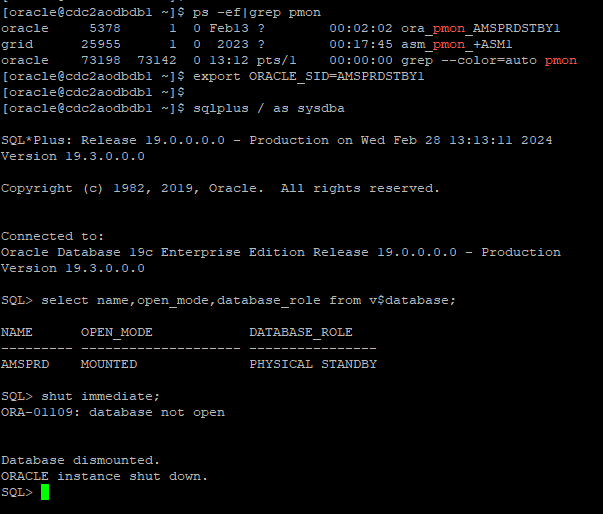 [oracle@cdc2aodbdb1 ~]$ ps -ef|grep pmon
oracle     5378      1  0 Feb13 ?        00:02:02 ora_pmon_AMSPRDSTBY1
grid      25955      1  0  2023 ?        00:17:45 asm_pmon_+ASM1
oracle    73198  73142  0 13:12 pts/1    00:00:00 grep --color=auto pmon
[oracle@cdc2aodbdb1 ~]$ export ORACLE_SID=AMSPRDSTBY1
[oracle@cdc2aodbdb1 ~]$
[oracle@cdc2aodbdb1 ~]$ sqlplus / as sysdba
SQL*Plus: Release 19.0.0.0.0 - Production on Wed Feb 28 13:13:11 2024
Version 19.3.0.0.0
Copyright (c) 1982, 2019, Oracle.  All rights reserved.
Connected to:
Oracle Database 19c Enterprise Edition Release 19.0.0.0.0 - Production
Version 19.3.0.0.0
SQL> select name,open_mode,database_role from v$database;
NAME      OPEN_MODE            DATABASE_ROLE
--------- -------------------- ----------------
AMSPRD    MOUNTED              PHYSICAL STANDBY
SQL> shut immediate;
ORA-01109: database not open
Database dismounted.
ORACLE instance shut down.
SQL>